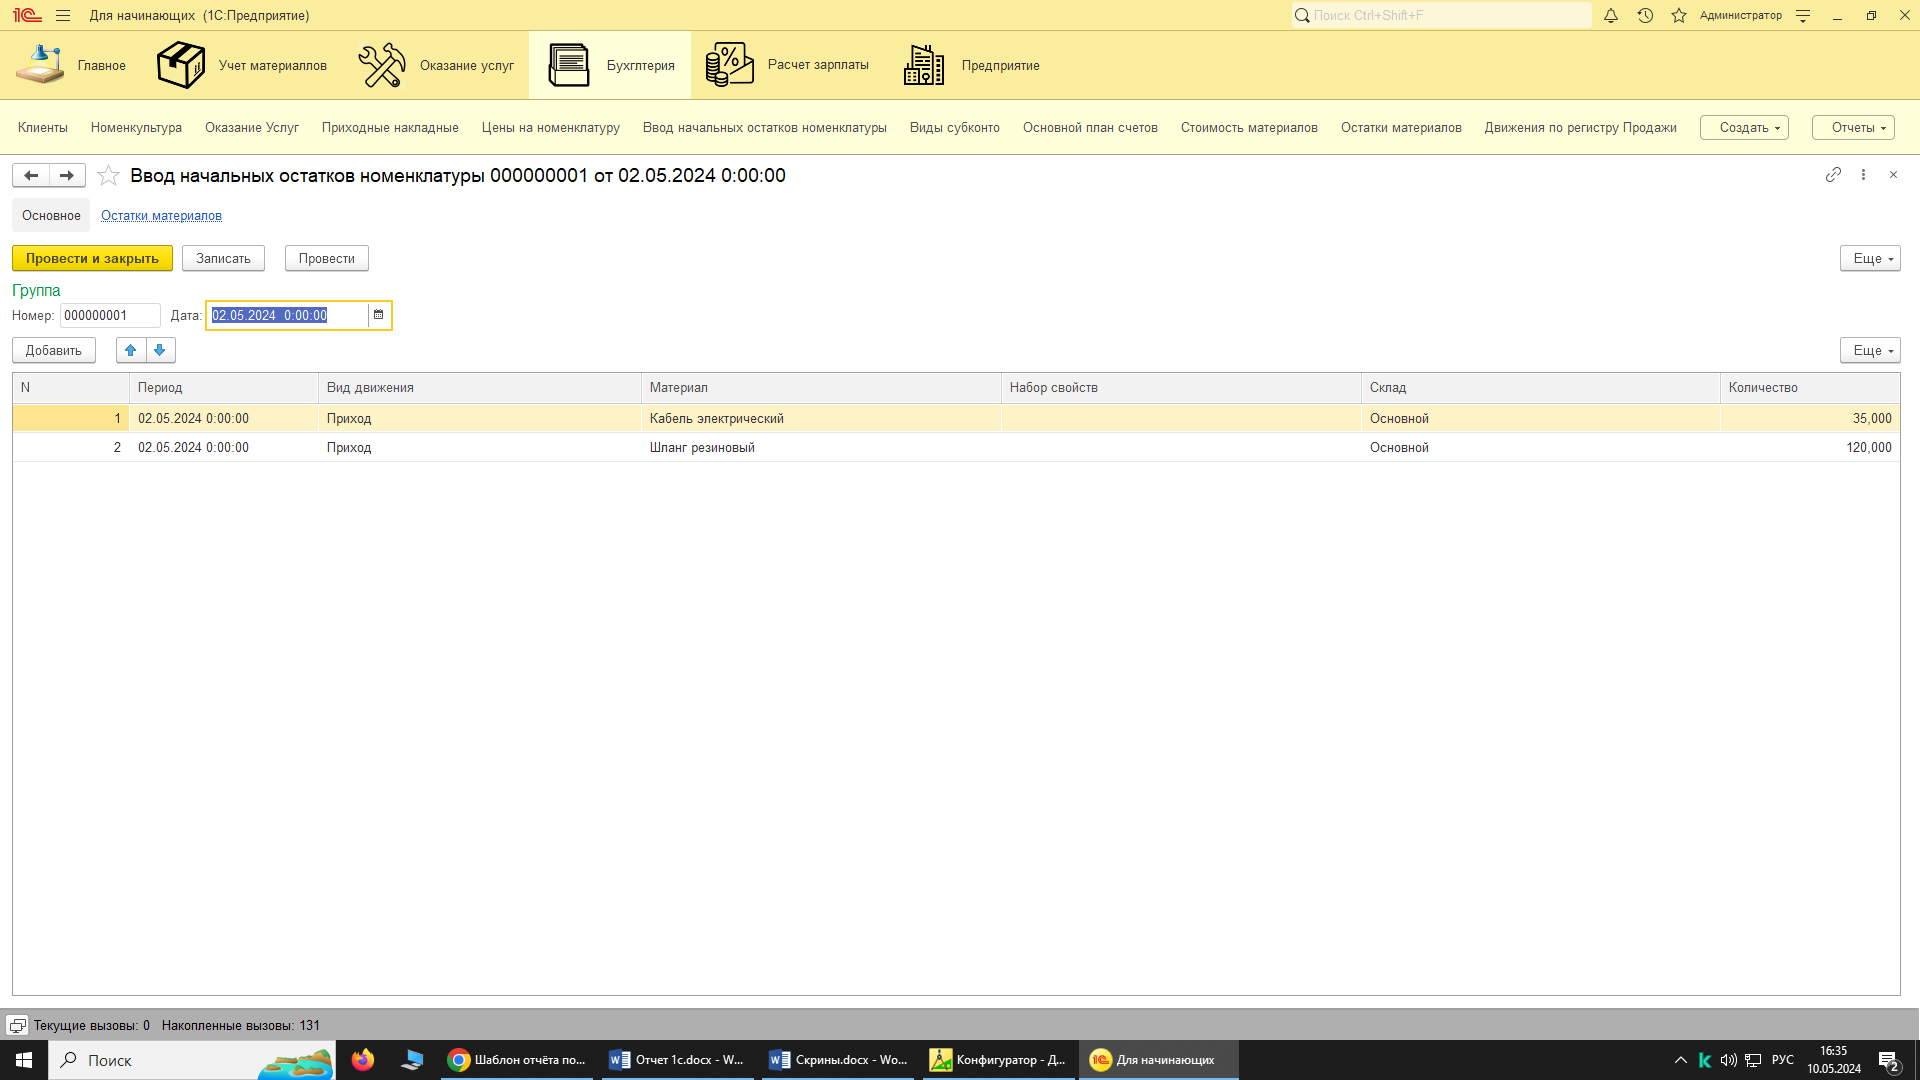 Для начинающих (1С:Предприятие)
Поиск Ctrl+Shift+F
Администратор
Главное
Учет материаллов
Оказание услуг
Бухглтерия
Расчет зарплаты
Предприятие
Клиенты
Номенкультура
Оказание Услуг
Приходные накладные
Цены на номенклатуру
Ввод начальных остатков номенклатуры
Виды субконто
Основной план счетов
Стоимость материалов
Остатки материалов
Движения по регистру Продажи
Создать
Отчеты
Ввод начальных остатков номенклатуры 000000001 от 02.05.2024 0:00:00
Основное
Остатки материалов
Провести и закрыть
Записать
Провести
Еще
Группа
Номер: 000000001 Дата: 02.05.2024 0:00:00
Добавить
Еще
N Период Вид движения Материал Набор свойств Склад Количество
1 02.05.2024 0:00:00 Приход Кабель электрический Основной 35,000
2 02.05.2024 0:00:00 Приход Шланг резиновый Основной 120,000
Текущие вызовы: 0 Накопленные вызовы: 131
Поиск
Шаблон отчёта по...
Отчет 1с.docx - W...
Скрины.docx - Wo...
Конфигуратор - Д...
Для начинающих
РУС
16:35
10.05.2024
2